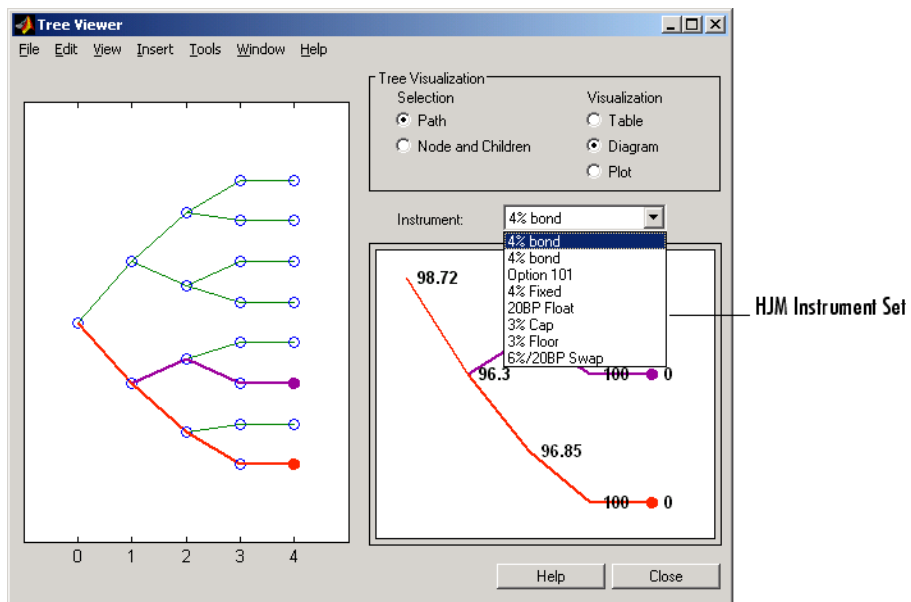 Tree Viewer
File Edit View Insert Tools Window Help
Tree Visualization
Selection
Visualization
Path
Table
Node and Children
Diagram
Plot
Instrument:
4% bond
4% bond
4% bond
Option 101
4% Fixed
20BP Float
3% Cap
3% Floor
6%/20BP Swap
HJM Instrument Set
98.72
96.3
100 0
96.85
100 0
0 1 2 3 4
Help
Close